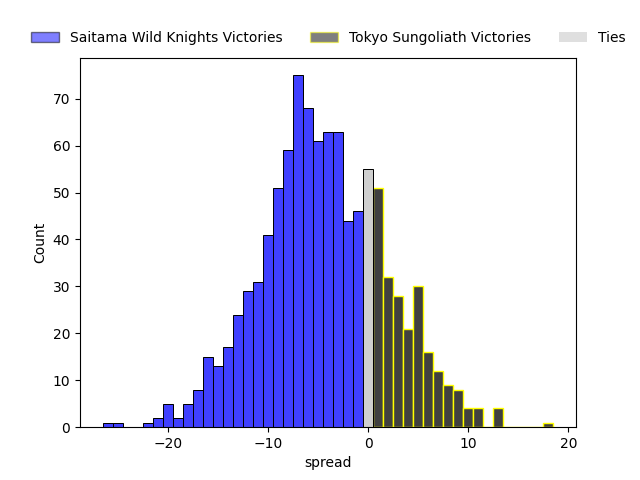 Saitama Wild Knights Victories Tokyo Sungoliath Victories Ties
70
60
50
40
30
20
10
0
Count
−20 −10 0 10 20
spread